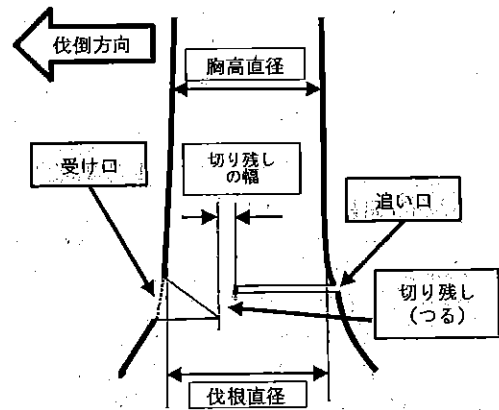 伐倒方向
胸高直径
受け口
切り残し
の幅
追い口
切り残し
(つる)
伐根直径